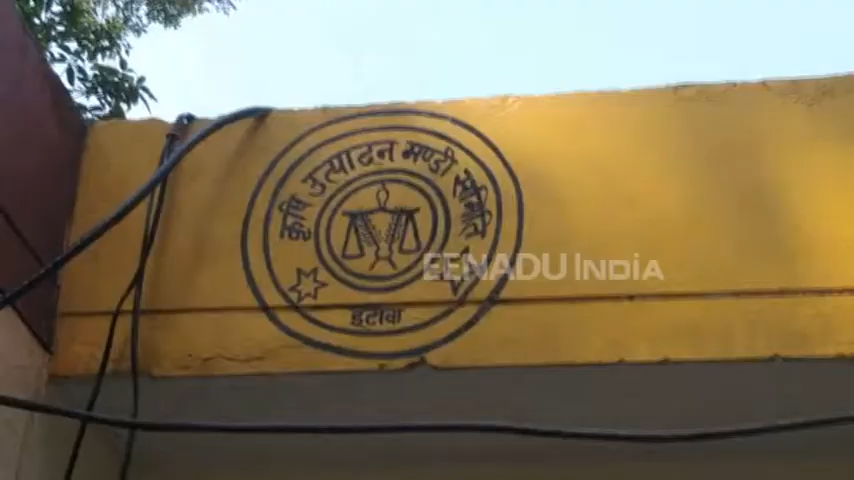 कृषि उत्पादन मण्डी समिति
इटावा
EENADU INDIA